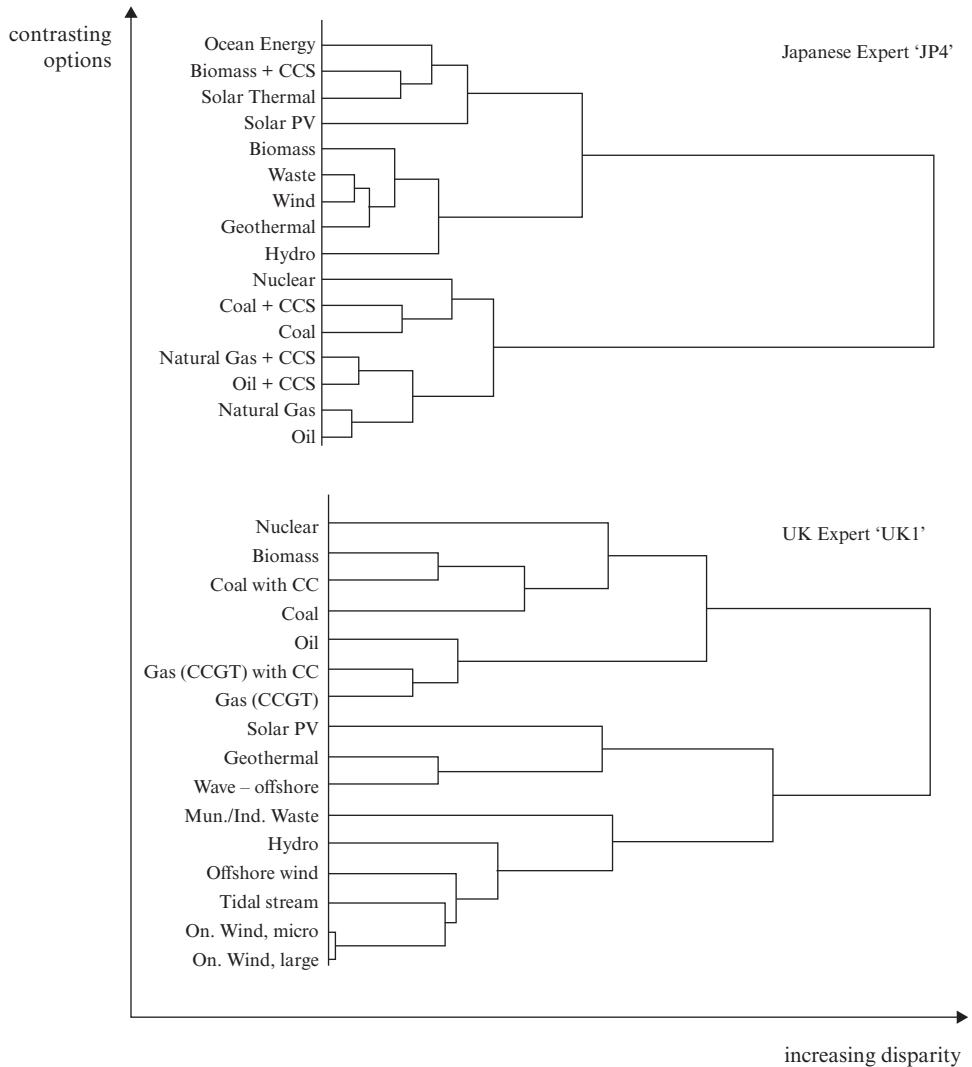 contrasting
options
Japanese Expert ‘JP4’
Ocean Energy
Biomass + CCS
Solar Thermal
Solar PV
Biomass
Waste
Wind
Geothermal
Hydro
Nuclear
Coal + CCS
Coal
Natural Gas + CCS
Oil + CCS
Natural Gas
Oil
UK Expert ‘UK1’
Nuclear
Biomass
Coal with CC
Coal
Oil
Gas (CCGT) with CC
Gas (CCGT)
Solar PV
Geothermal
Wave – offshore
Mun./Ind. Waste
Hydro
Offshore wind
Tidal stream
On. Wind, micro
On. Wind, large
increasing disparity